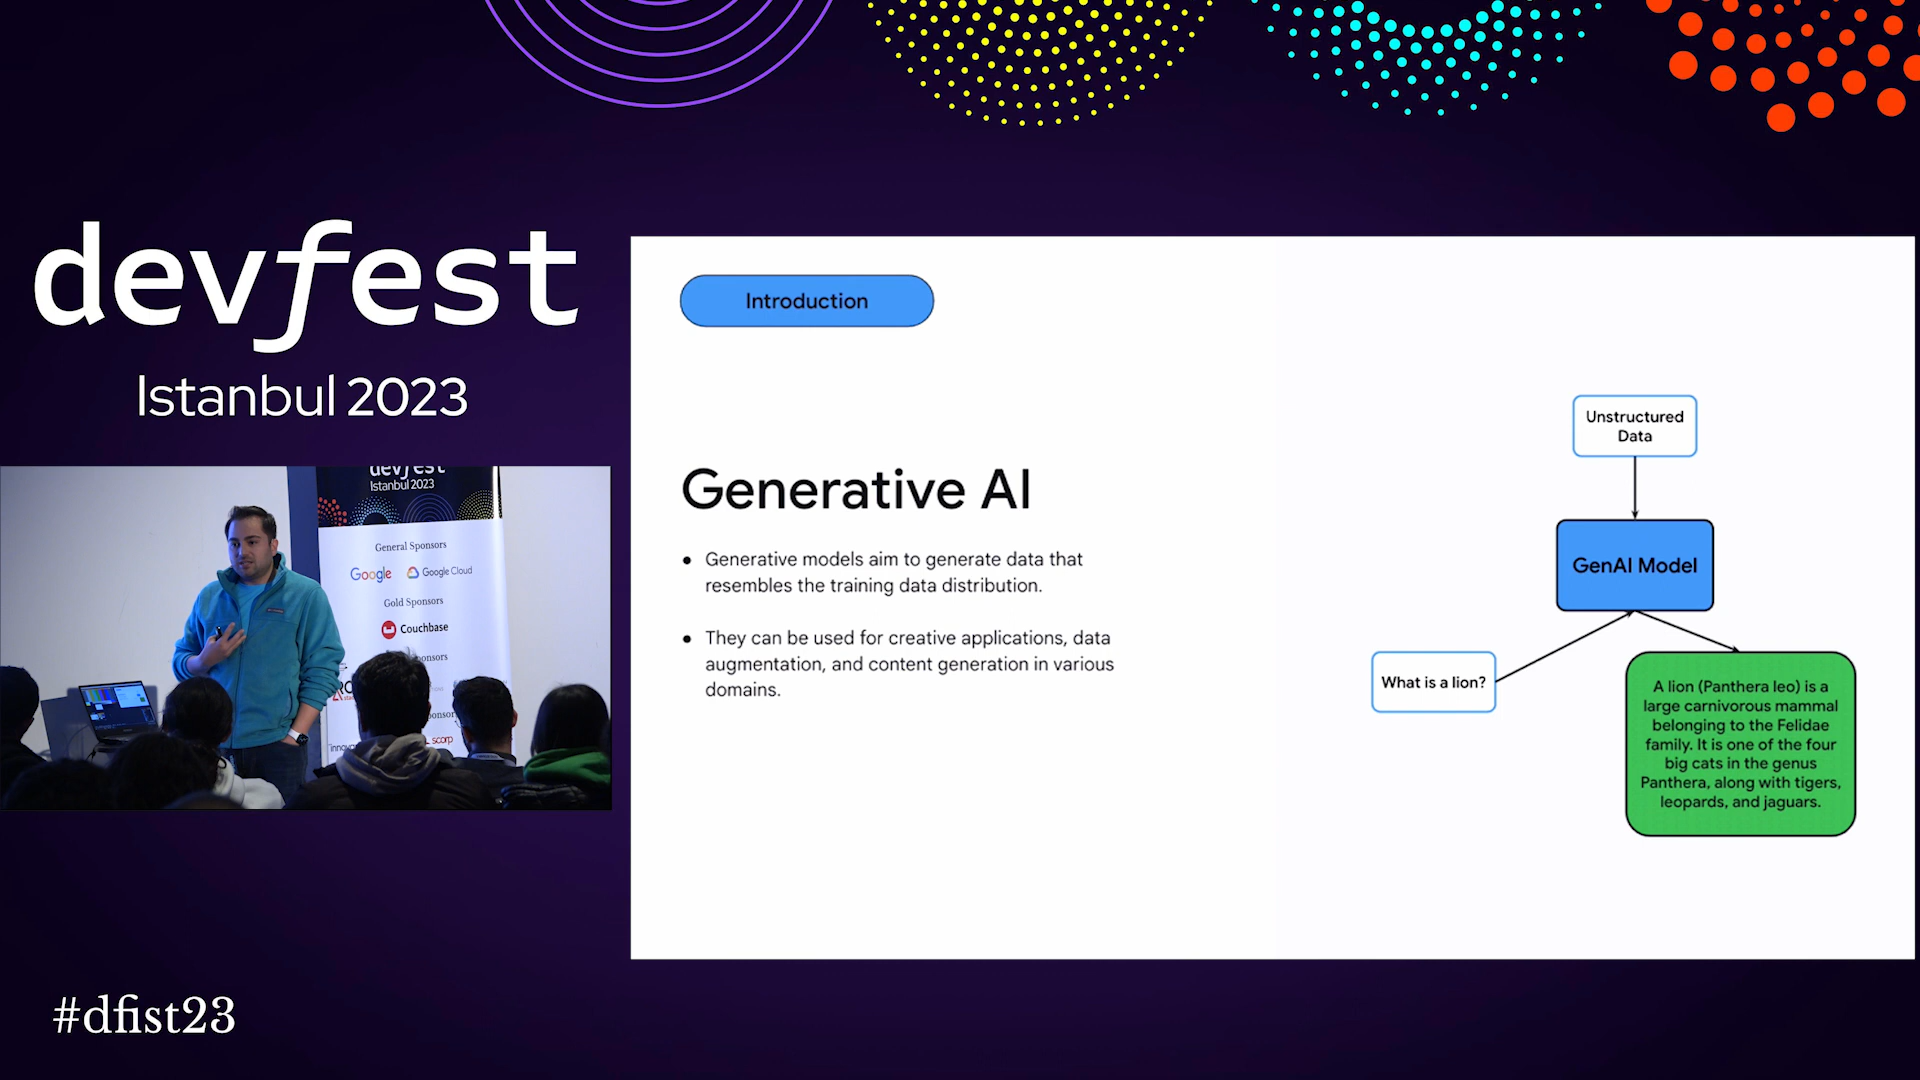 devfest
Istanbul 2023
Introduction
Generative AI
• Generative models aim to generate data that
resembles the training data distribution.
• They can be used for creative applications, data
augmentation, and content generation in various
domains.
Unstructured
Data
GenAI Model
What is a lion?
A lion (Panthera leo) is a
large carnivorous mammal
belonging to the Felidae
family. It is one of the four
big cats in the genus
Panthera, along with tigers,
leopards, and jaguars.
devfest
Istanbul 2023
General Sponsors
Google
Google Cloud
Gold Sponsors
Couchbase
scorp
#dfist23